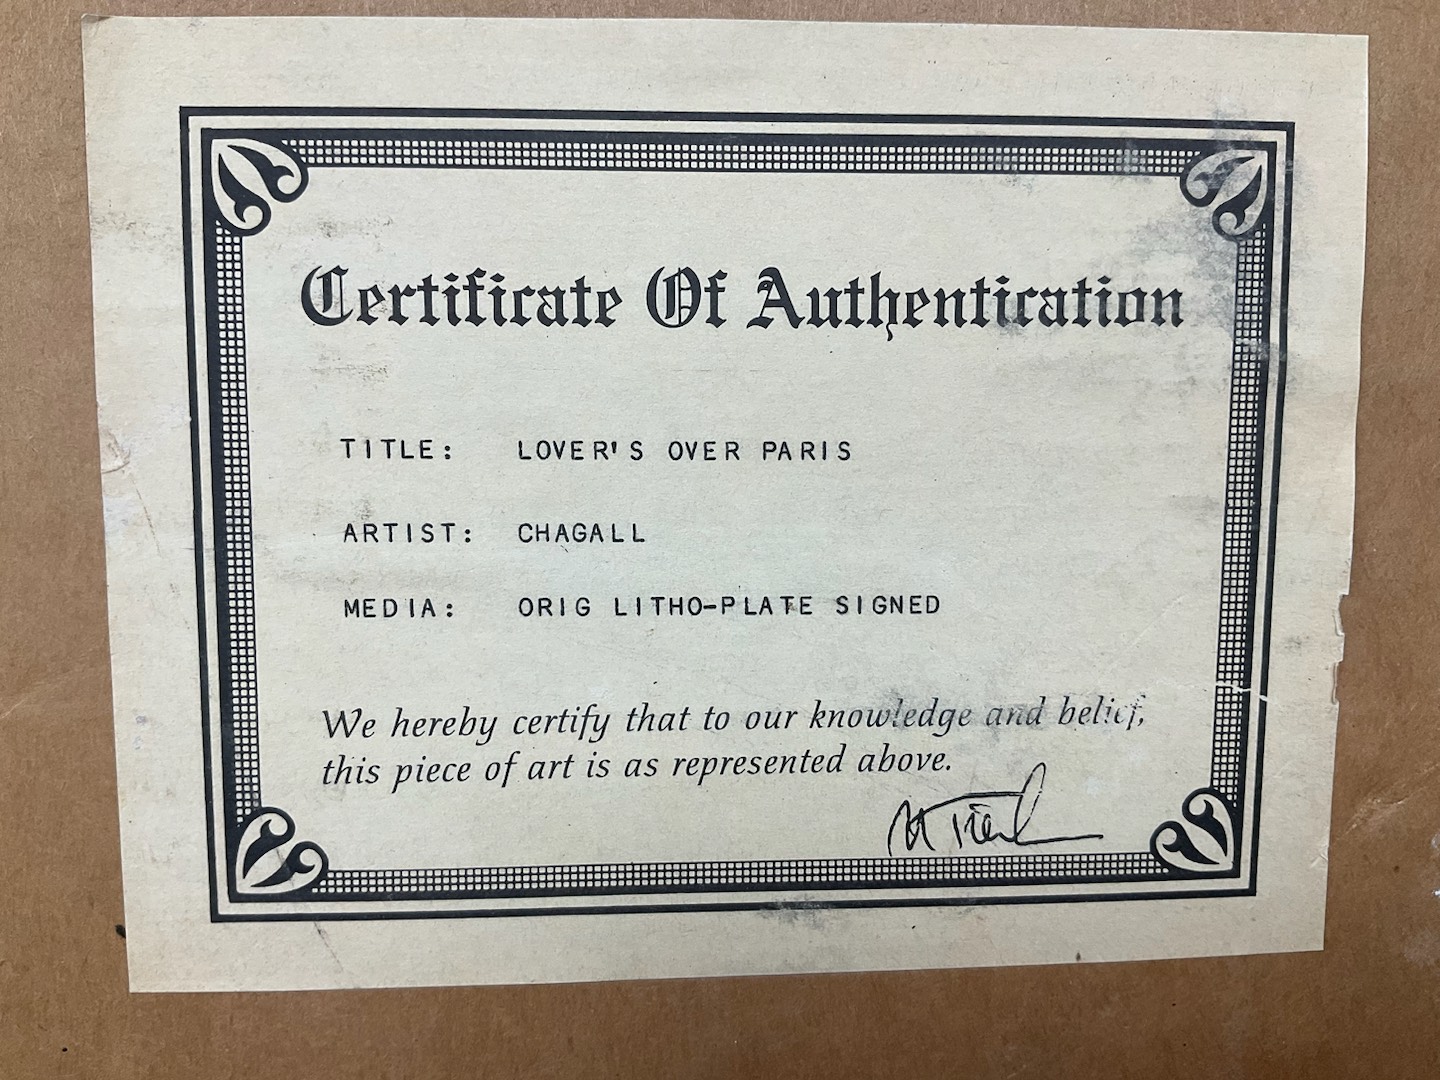 Certificate Of Authentication
TITLE: LOVER'S OVER PARIS
ARTIST: CHAGALL
MEDIA: ORIG LITHO-PLATE SIGNED
We hereby certify that to our knowledge and belief,
this piece of art is as represented above.